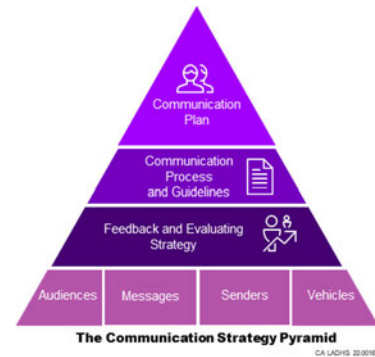 Communication
Plan
Communication
Process
and Guidelines
Feedback and Evaluating
Strategy
Audiences
Messages
Senders
Vehicles
The Communication Strategy Pyramid
CA LADHS 22:0016